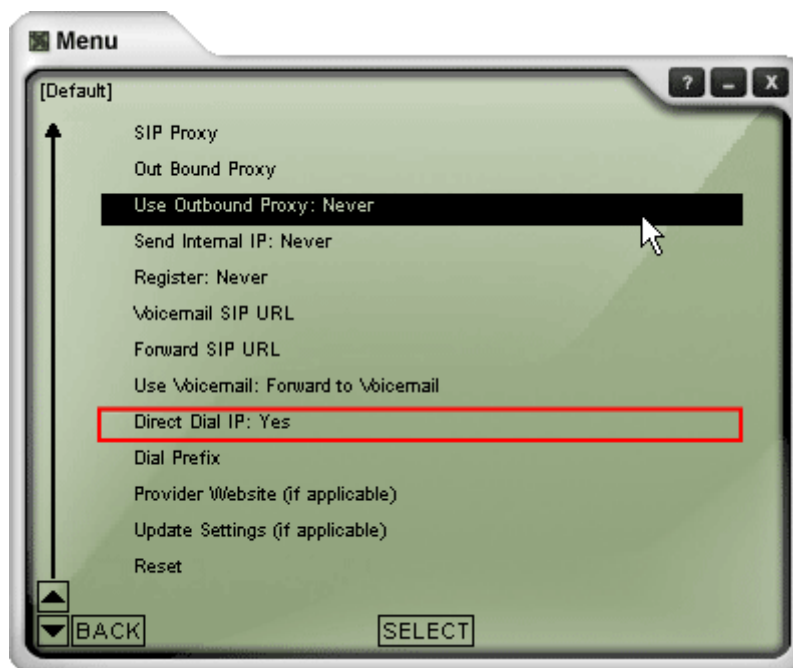 Menu
? – X
[Default]
SIP Proxy
Out Bound Proxy
Use Outbound Proxy: Never
Send Internal IP: Never
Register: Never
Voicemail SIP URL
Forward SIP URL
Use Voicemail: Forward to Voicemail
Direct Dial IP: Yes
Dial Prefix
Provider Website (if applicable)
Update Settings (if applicable)
Reset
BACK SELECT